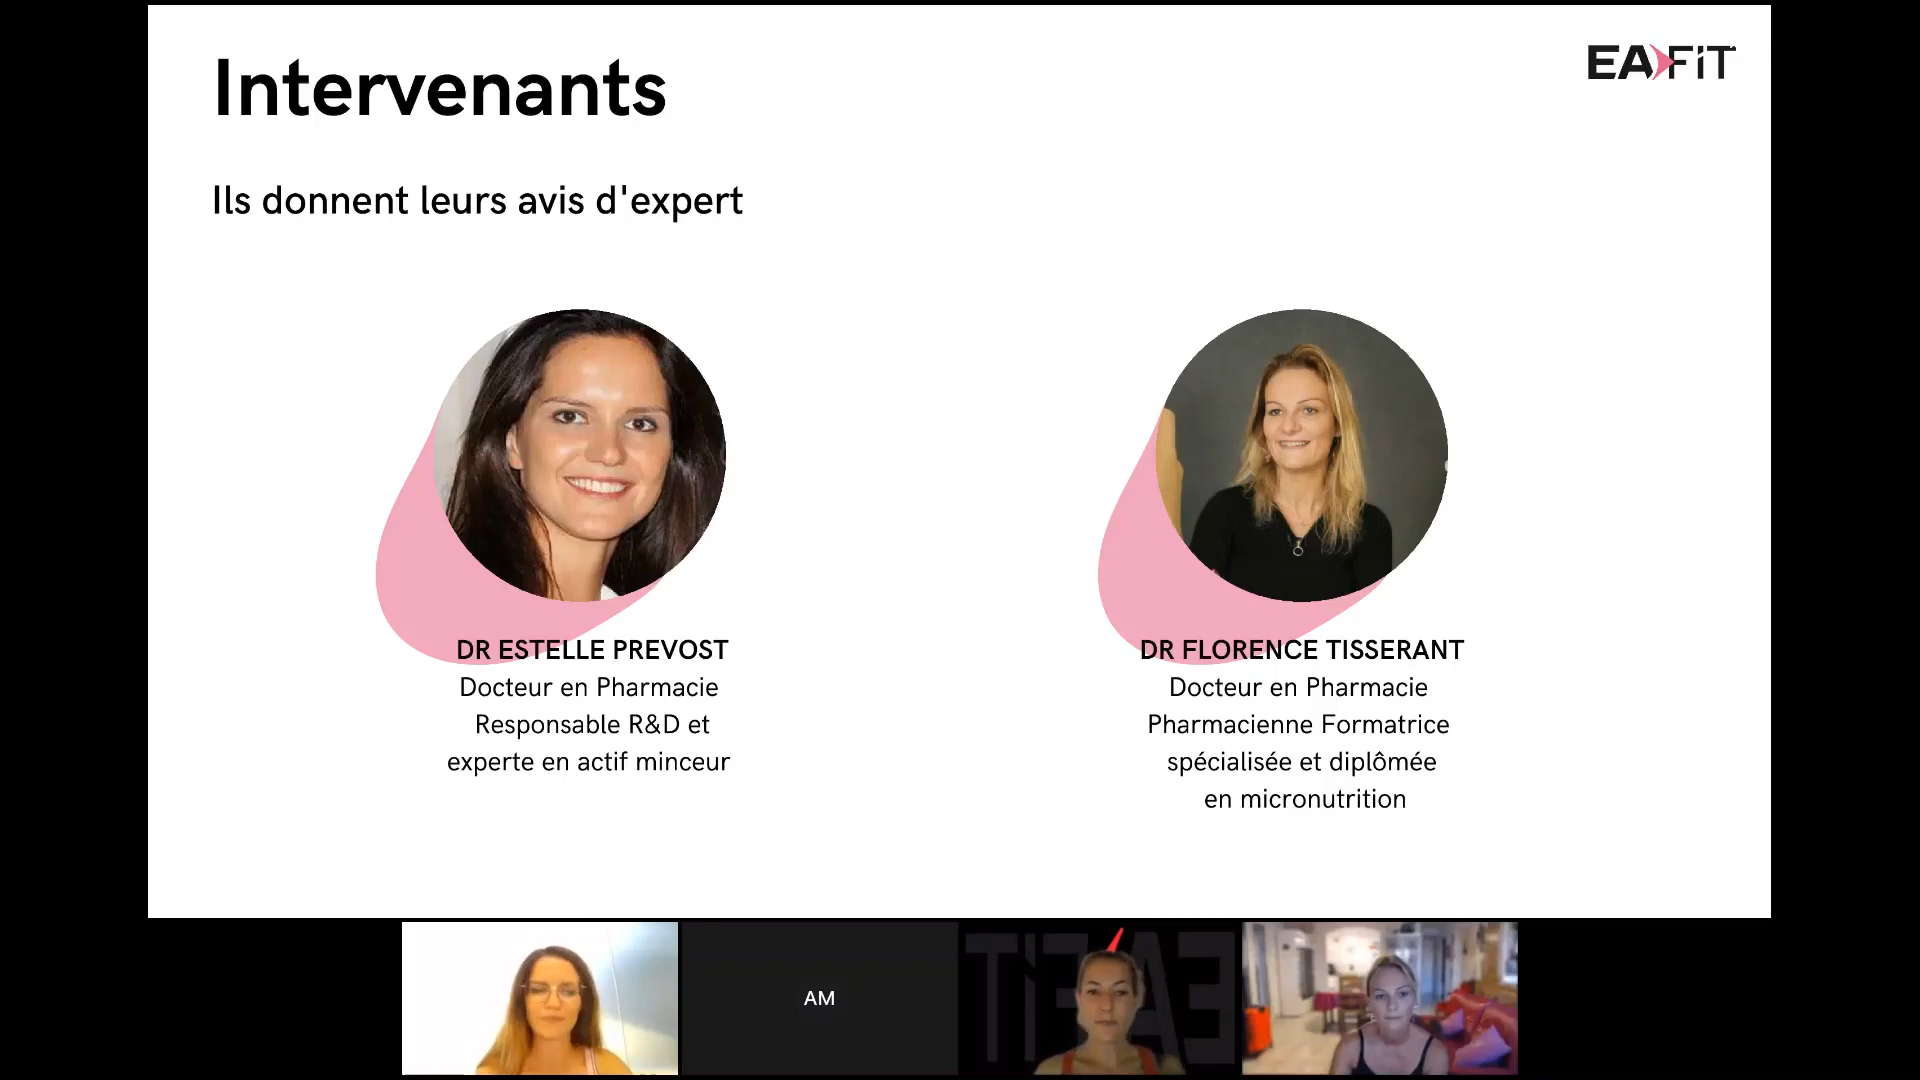 Intervenants
EAFIT
Ils donnent leurs avis d'expert
DR ESTELLE PREVOST
Docteur en Pharmacie
Responsable R&D et
experte en actif minceur
DR FLORENCE TISSERANT
Docteur en Pharmacie
Pharmacienne Formatrice
spécialisée et diplômée
en micronutrition
AM
EAFIT